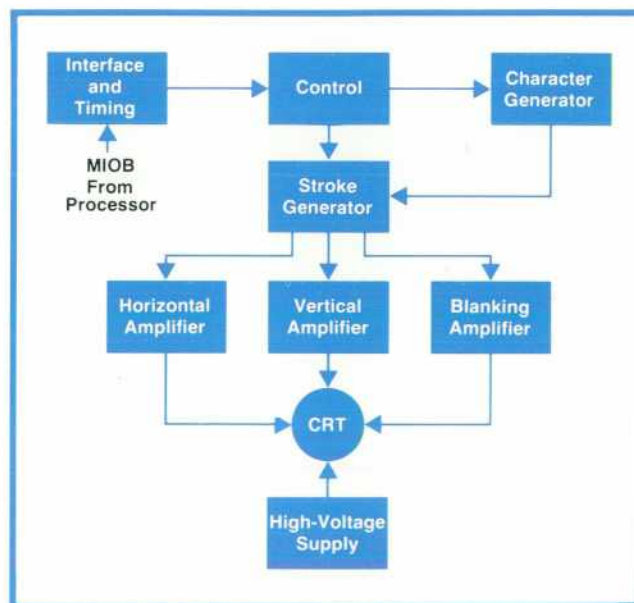 Interface
and
Timing
Control
Character
Generator
MIOB
From
Processor
Stroke
Generator
Horizontal
Amplifier
Vertical
Amplifier
Blanking
Amplifier
CRT
High-Voltage
Supply